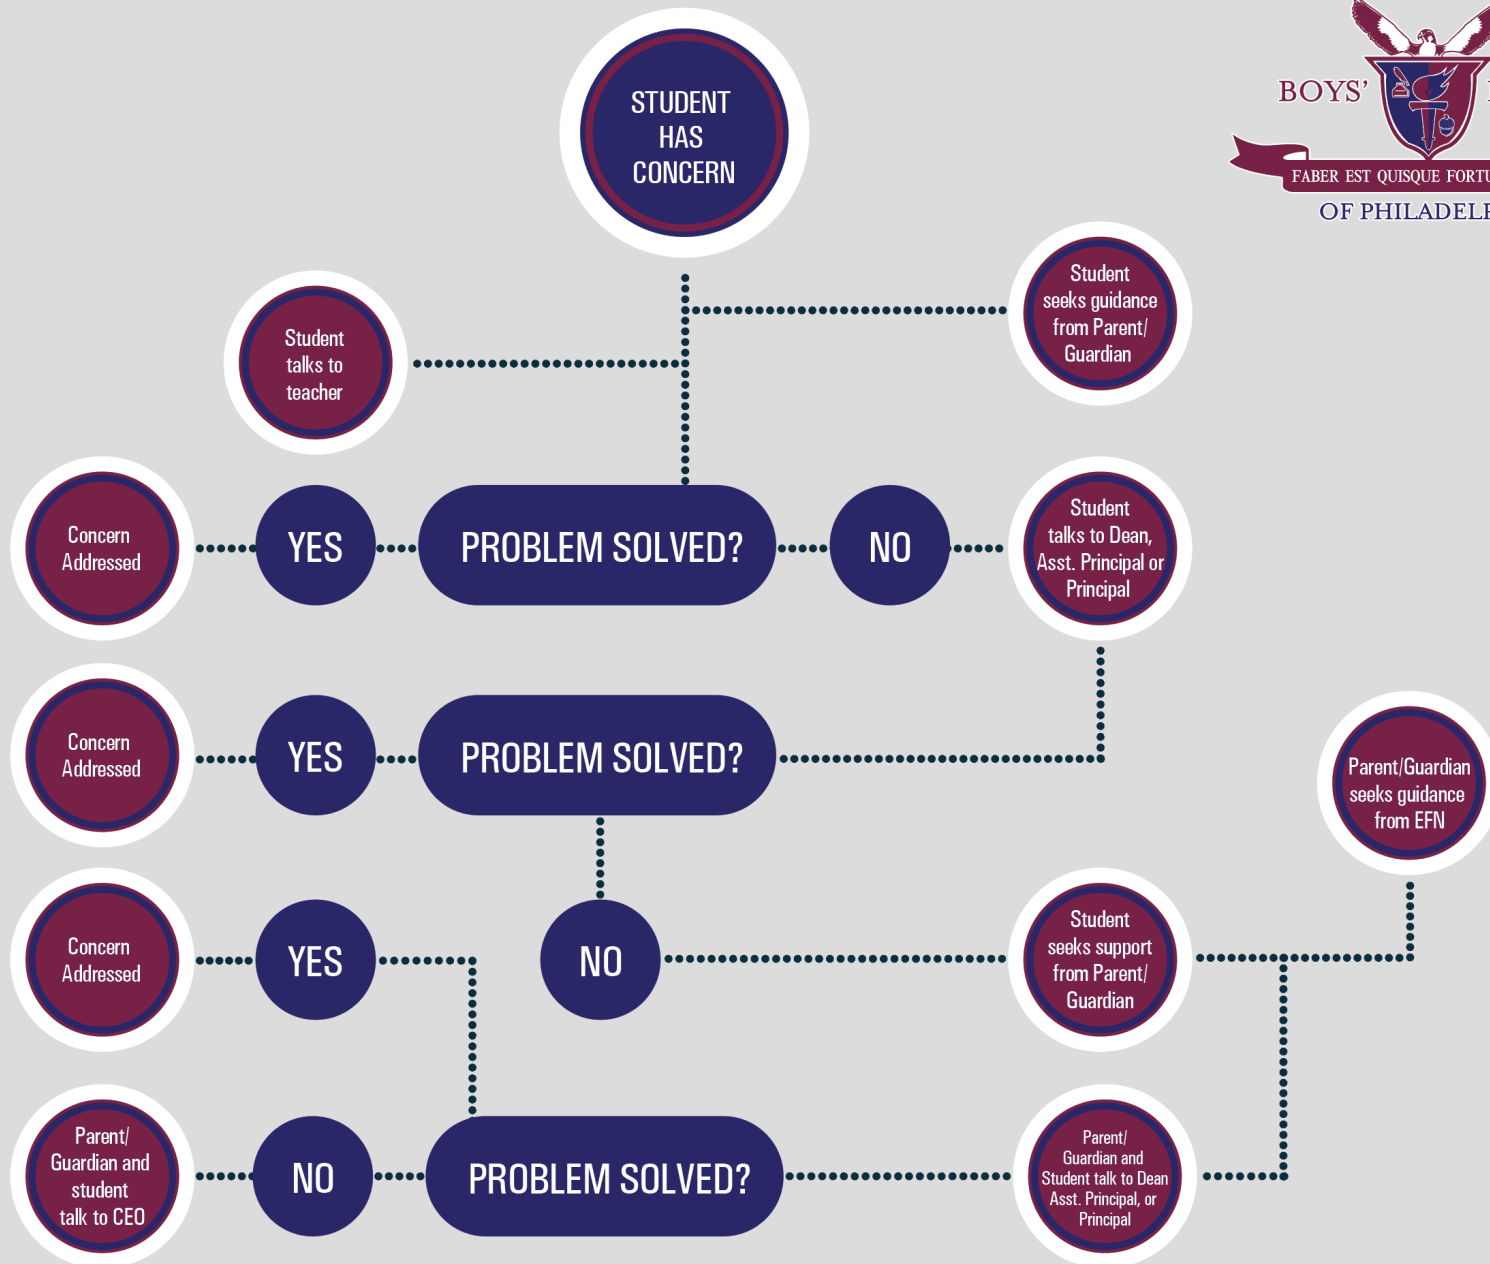 STUDENT
HAS
CONCERN
BOYS'
FABER EST QUISQUE
OF
Student
seeks guidance
from Parent/
Guardian
Student
talks to
teacher
Concern
Addressed
YES
PROBLEM SOLVED?
NO
Student
talks to Dean,
Asst. Principal or
Principal
Concern
Addressed
YES
PROBLEM SOLVED?
Parent/Guardian
seeks guidance
from EFN
Concern
Addressed
YES
NO
Student
seeks support
from Parent/
Guardian
Parent/
Guardian and
student
talk to CEO
NO
PROBLEM SOLVED?
Parent/
Guardian and
Student talk to Dean
Asst. Principal, or
Principal